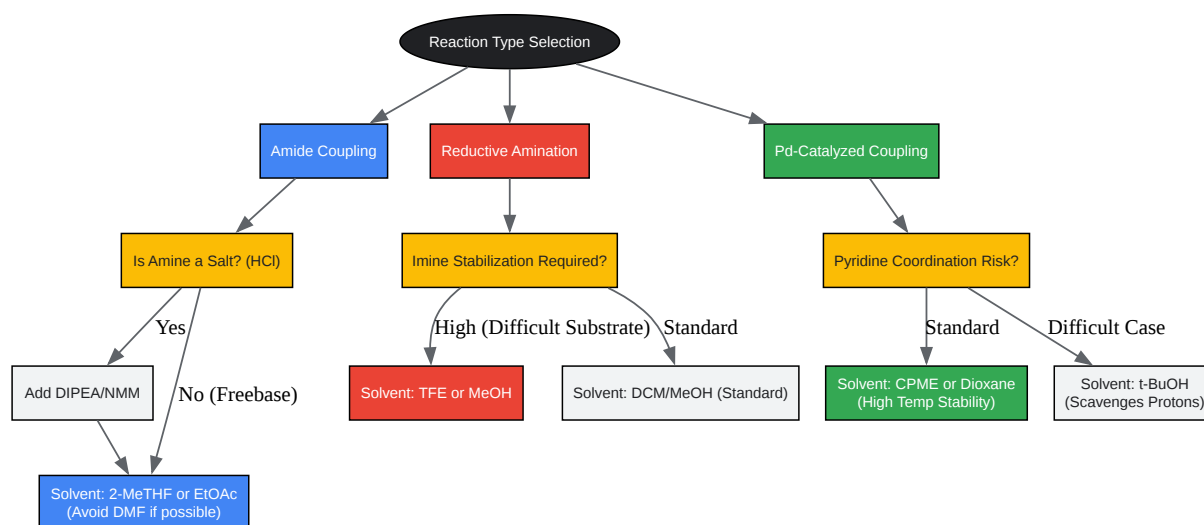 Reaction Type Selection
Amide Coupling
Reductive Amination
Pd-Catalyzed Coupling
Is Amine a Salt? (HCl)
Imine Stabilization Required?
Pyridine Coordination Risk?
Yes
High (Difficult Substrate)
Standard
Standard
Difficult Case
Add DIPEA/NMM
No (Freebase)
Solvent: TFE or MeOH
Solvent: DCM/MeOH (Standard)
Solvent: CPME or Dioxane
(High Temp Stability)
Solvent: t-BuOH
(Scavenges Protons)
Solvent: 2-MeTHF or EtOAc
(Avoid DMF if possible)